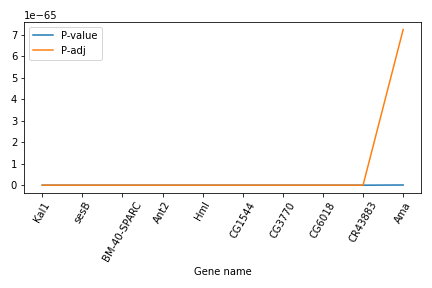 1e−65
P-value
P-adj
7
6
5
4
3
2
1
0
Kal1
sesB
BM-40-SPARC
Ant2
Hml
CG1544
CG3770
CG6018
CR43883
Ama
Gene name